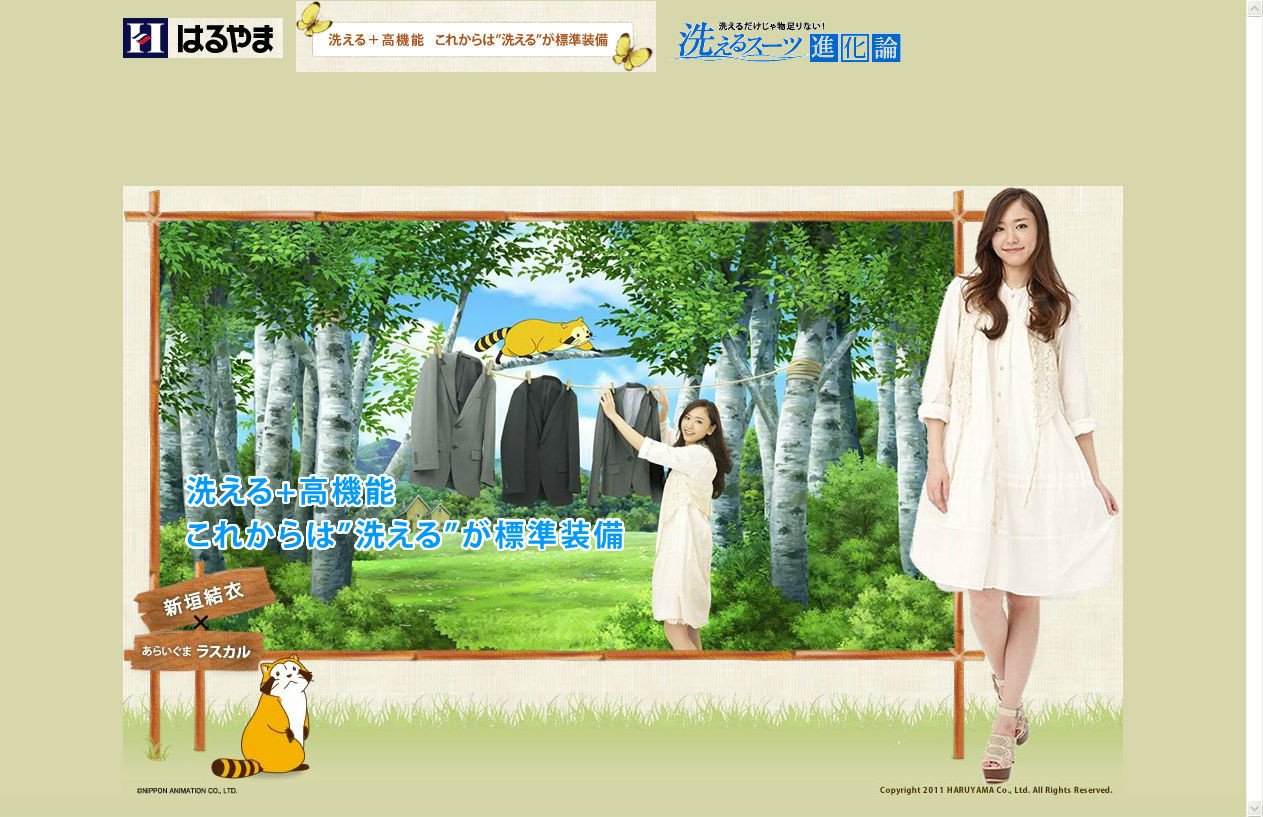 はるやま
洗える＋高機能 これからは"洗える"が標準装備
洗えるだけじゃ物足りない！
洗えるスーツ進化論
洗える+高機能
これからは"洗える"が標準装備
新垣結衣
×
あらいぐま ラスカル
©NIPPON ANIMATION CO., LTD.
Copyright 2011 HARUYAMA Co., Ltd. All Rights Reserved.